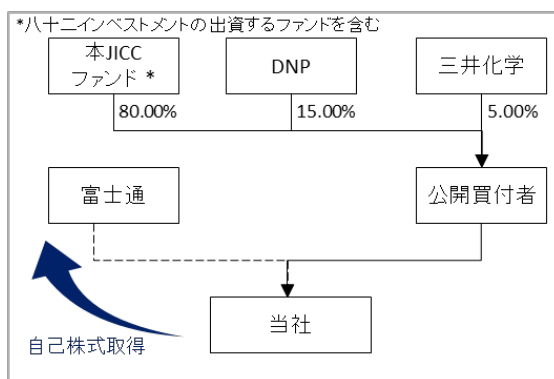 *八十二インベストメントの出資するファンドを含む
本JICC
ファンド *
DNP
三井化学
80.00%
15.00%
5.00%
富士通
公開買付者
当社
自己株式取得